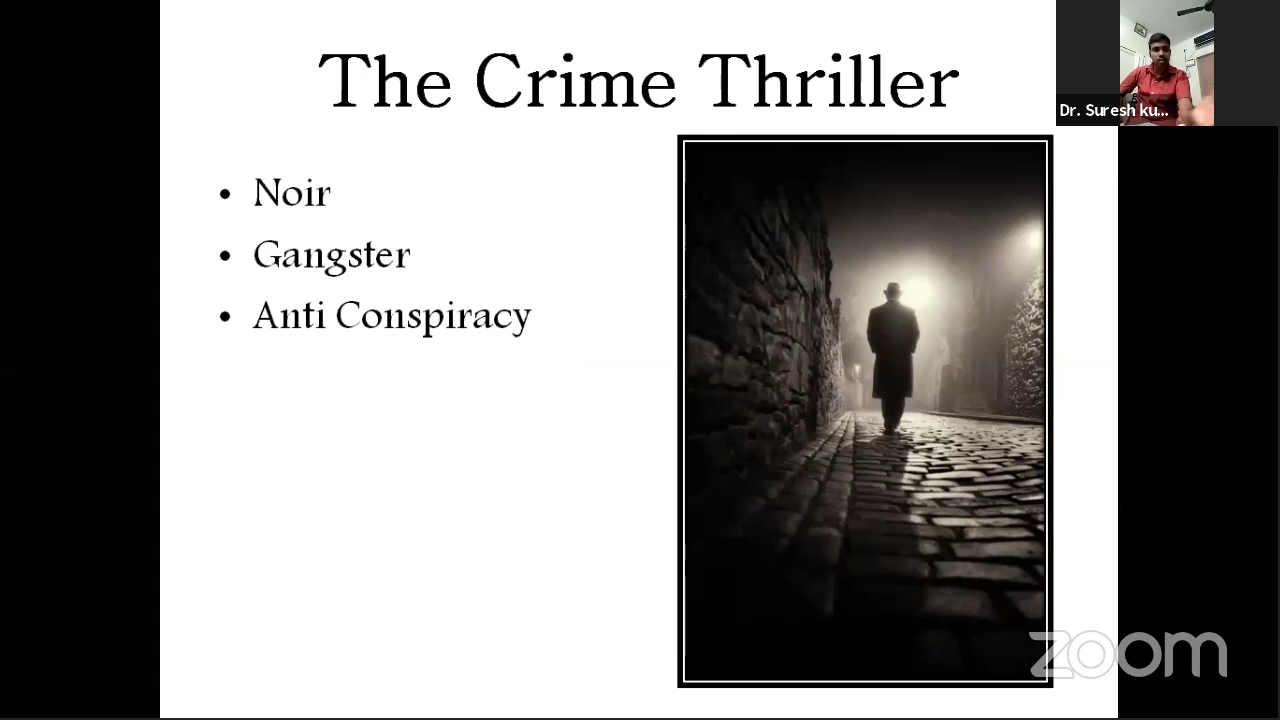 The Crime Thriller
Dr. Suresh ku...
• Noir
• Gangster
• Anti Conspiracy
zoom